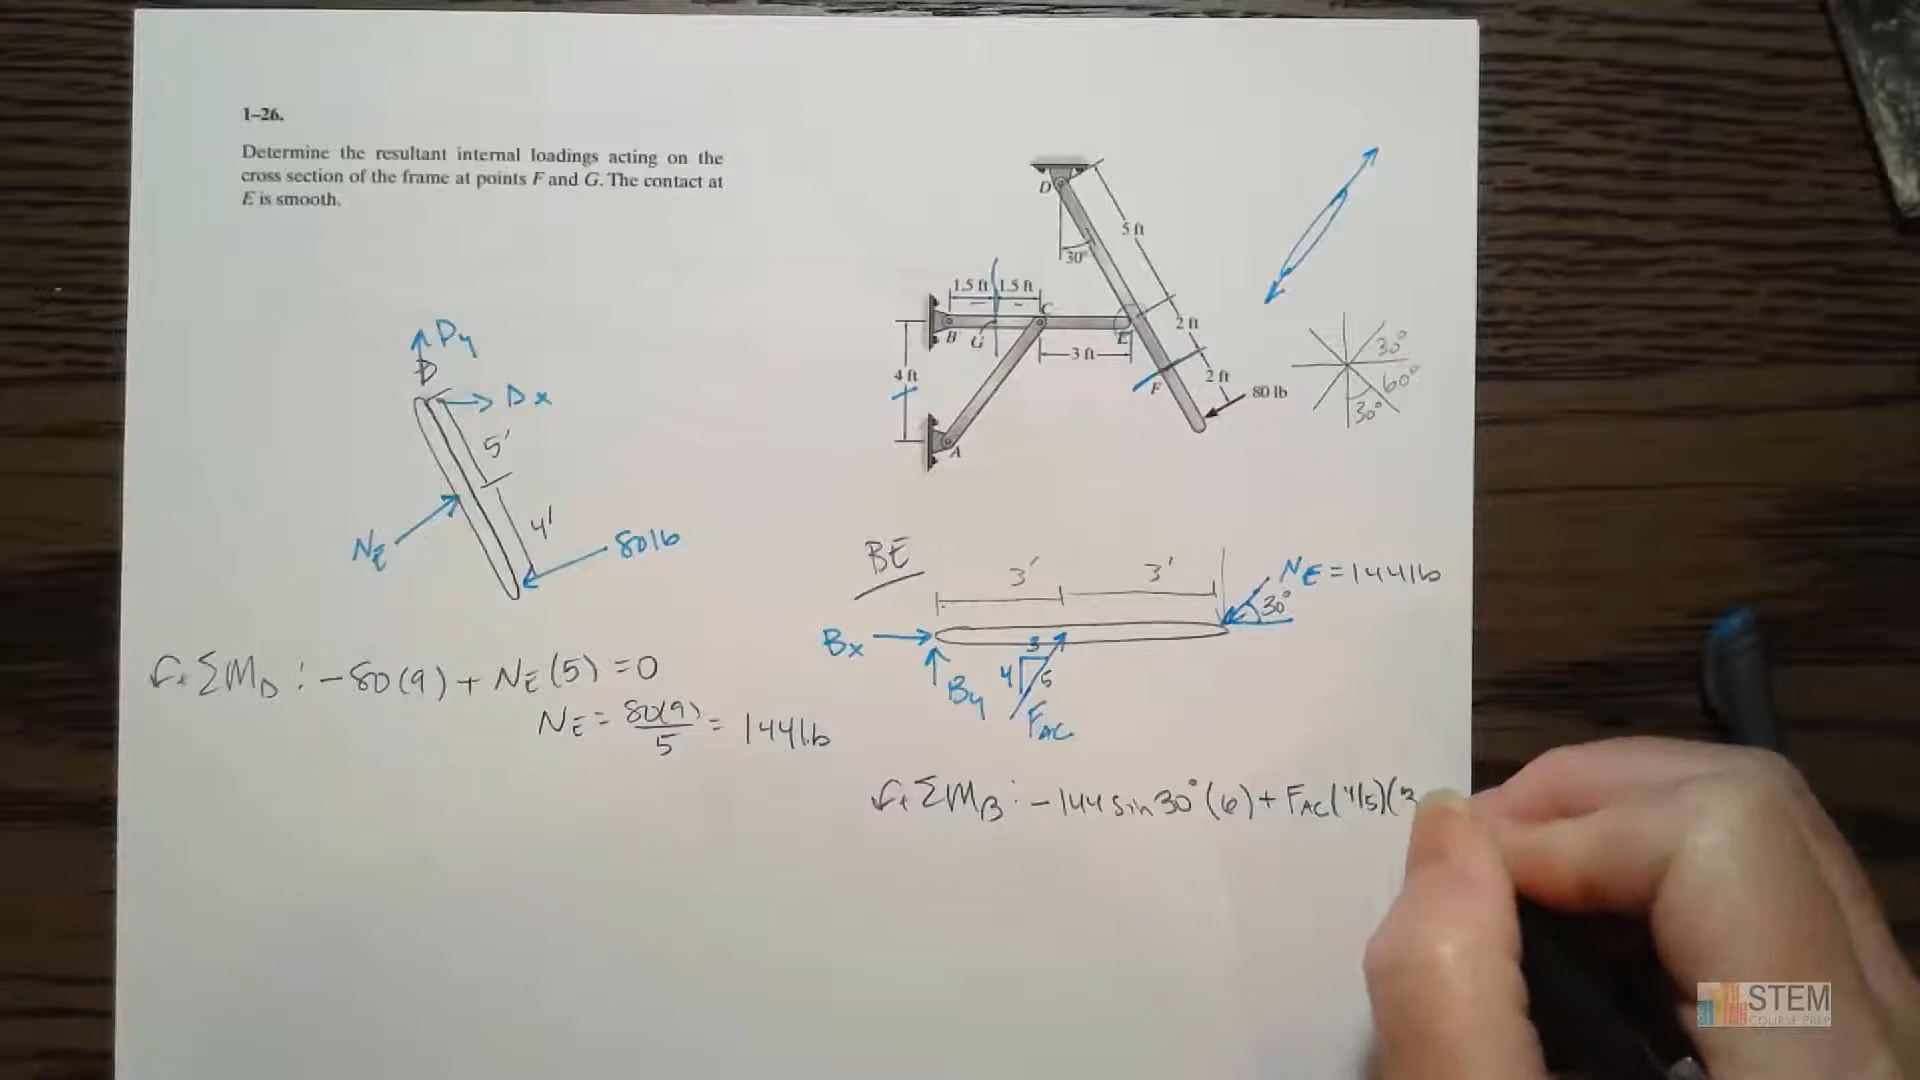 1–26.
Determine the resultant internal loadings acting on the
cross section of the frame at points F and G. The contact at
E is smooth.
D
5 ft
30°
1.5 ft 1.5 ft
C
B G
E
2 ft
3 ft
4 ft
F
2 ft
80 lb
A
30°
60°
30°
Dy
D
Dx
5'
4'
NE
80lb
BE
3' 3'
NE = 144lb
30°
Bx
By
3
4
5
FAC
↶+ ΣMD : -80(9) + NE(5) = 0
NE = 80(9)/5 = 144lb
↶+ ΣMB : -144 sin30°(6) + FAC(4/5)(3
STEM
COURSE PREP